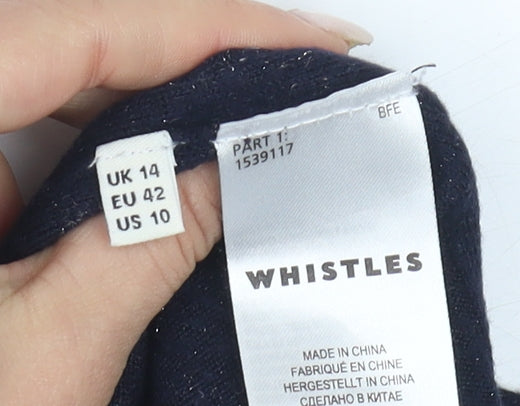 UK 14
EU 42
US 10
BFE
PART 1:
1539117
WHISTLES
MADE IN CHINA
FABRIQUÉ EN CHINE
HERGESTELLT IN CHINA
СДЕЛАНО В КИТАЕ